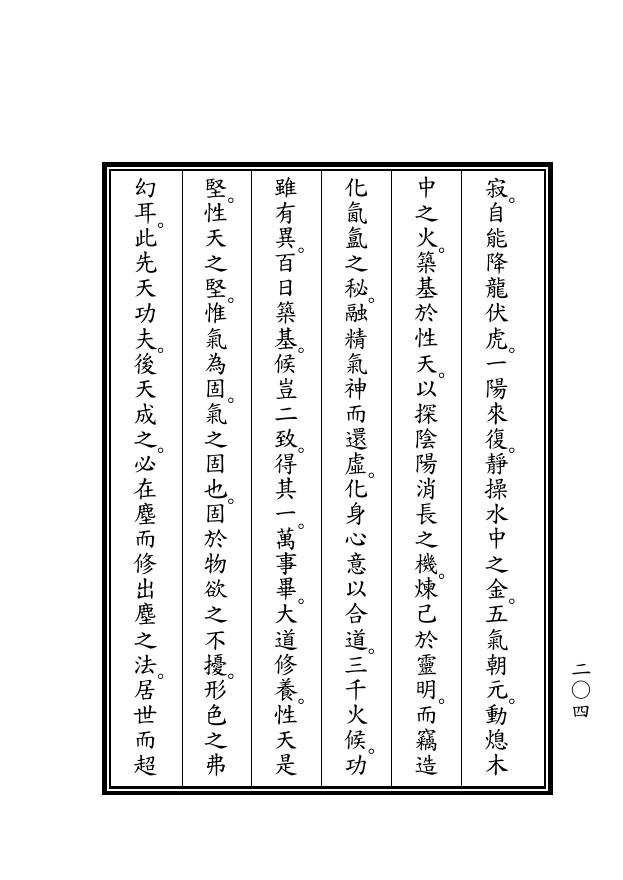 寂。自能降龍伏虎。一陽來復。靜操水中之金。五氣朝元。動熄木
中之火。築基於性天。以探陰陽消長之機。煉己於靈明。而竊造
化氤氳之秘。融精氣神而還虛。化身心意以合道。三千火候。功
雖有異。百日築基。候豈二致。得其一。萬事畢。大道修養。性天是
堅。性天之堅。惟氣為固。氣之固也。固於物欲之不擾。形色之弗
幻耳。此先天功夫。後天成之。必在塵而修出塵之法。居世而超
二〇四